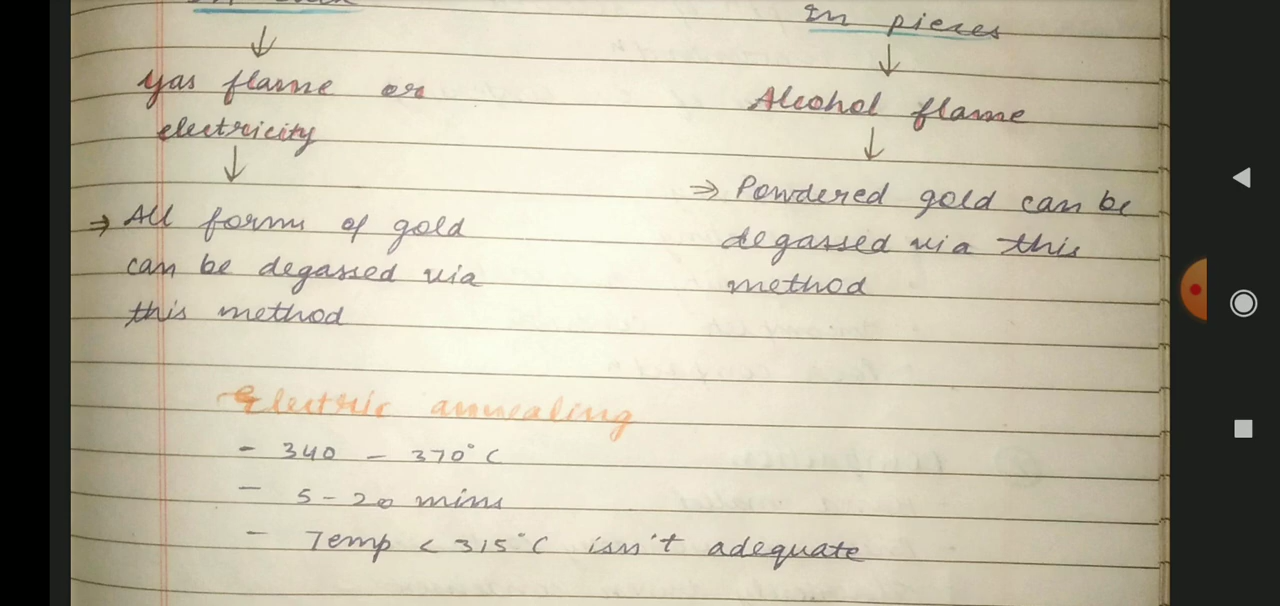 In pieces
↓ ↓
Gas flame or
electricity
↓
⇒ All forms of gold
can be degassed via
this method
Alcohol flame
↓
⇒ Powdered gold can be
degassed via this
method
Electric annealing
- 340 - 370°C
- 5-20 mins
- Temp < 315°C isn't adequate